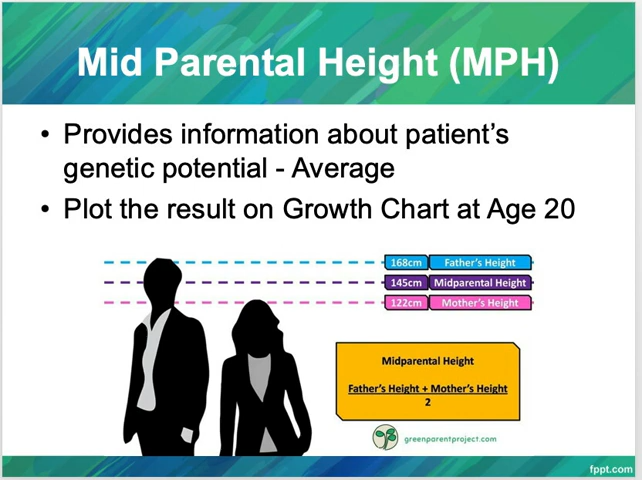 Mid Parental Height (MPH)
• Provides information about patient's
genetic potential - Average
• Plot the result on Growth Chart at Age 20
168cm Father's Height
145cm Midparental Height
122cm Mother's Height
Midparental Height
Father's Height + Mother's Height
2
greenparentproject.com
fppt.com